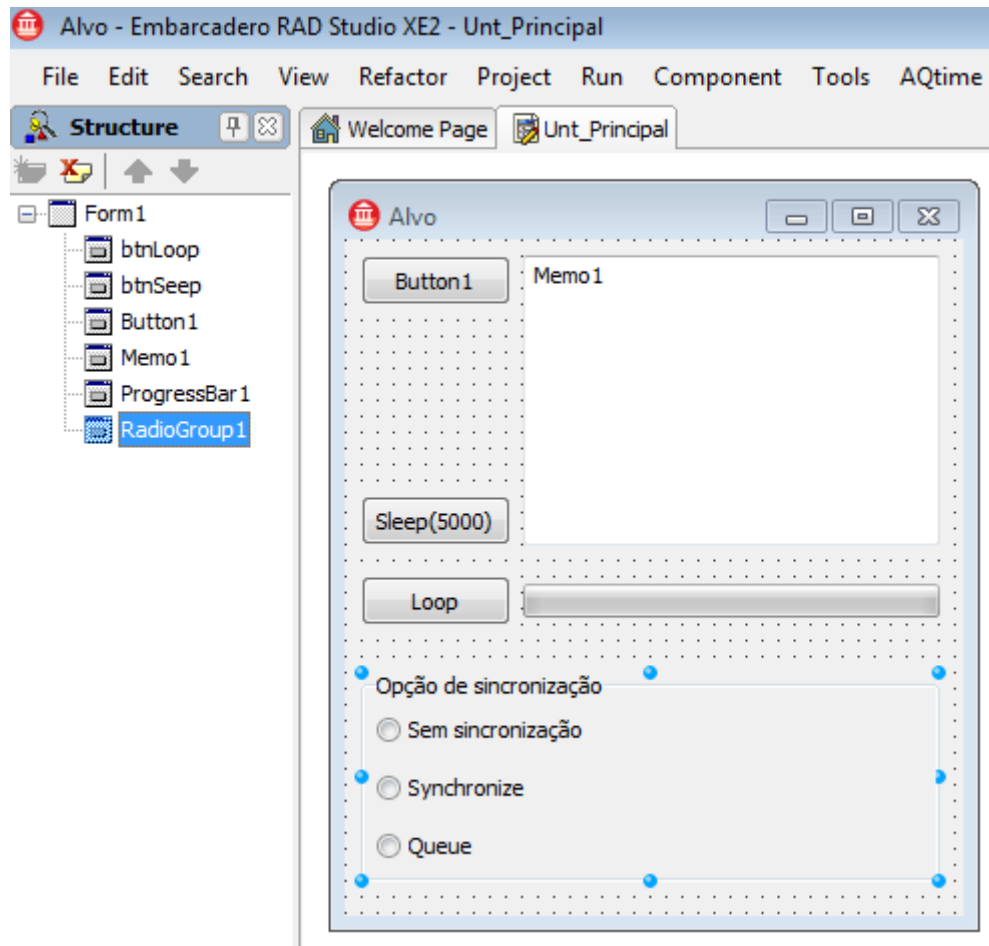 Alvo - Embarcadero RAD Studio XE2 - Unt_Principal
File Edit Search View Refactor Project Run Component Tools AQtime
Structure
Welcome Page
Unt_Principal
Form1
btnLoop
btnSeep
Button1
Memo1
ProgressBar1
RadioGroup1
Alvo
Button1
Memo1
Sleep(5000)
Loop
Opção de sincronização
Sem sincronização
Synchronize
Queue